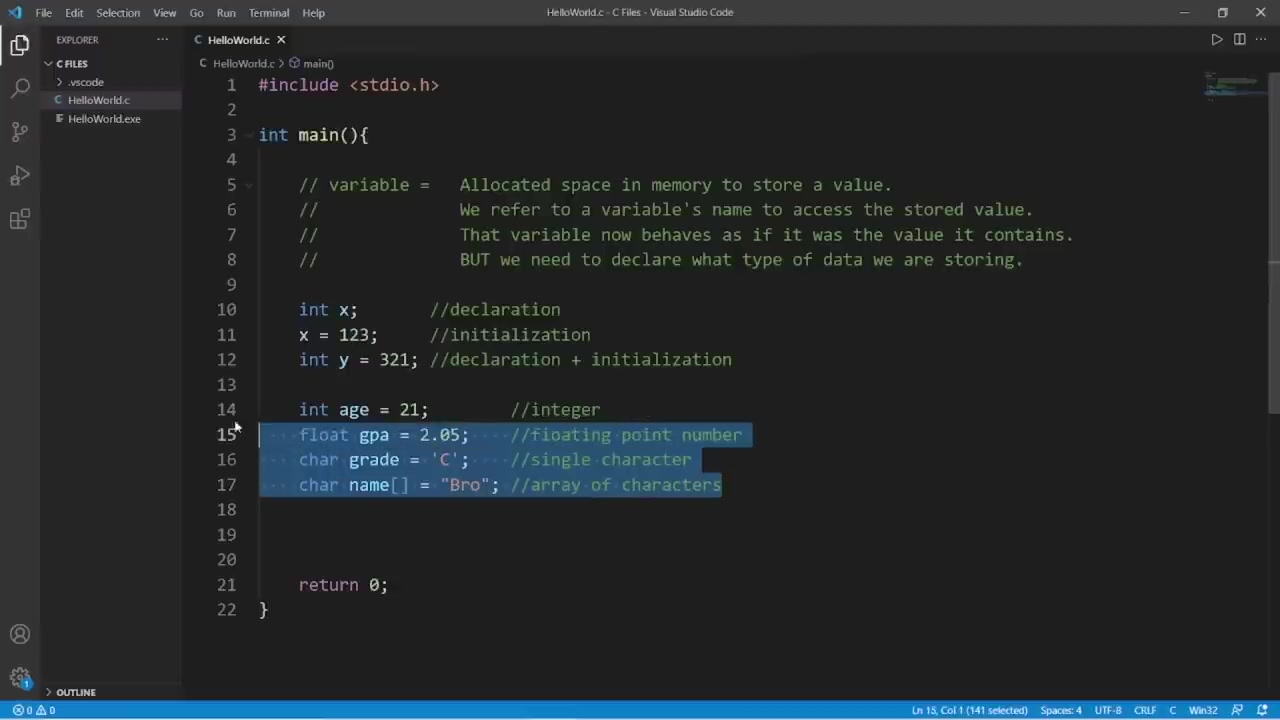 File Edit Selection View Go Run Terminal Help HelloWorld.c - C Files - Visual Studio Code
EXPLORER
C FILES
.vscode
HelloWorld.c
HelloWorld.exe
OUTLINE
HelloWorld.c
HelloWorld.c > main()
1 #include <stdio.h>
2
3 int main(){
4
5 // variable = Allocated space in memory to store a value.
6 // We refer to a variable's name to access the stored value.
7 // That variable now behaves as if it was the value it contains.
8 // BUT we need to declare what type of data we are storing.
9
10 int x; //declaration
11 x = 123; //initialization
12 int y = 321; //declaration + initialization
13
14 int age = 21; //integer
15 float gpa = 2.05; //floating point number
16 char grade = 'C'; //single character
17 char name[] = "Bro"; //array of characters
18
19
20
21 return 0;
22 }
1
0 0 Ln 15, Col 1 (141 selected) Spaces: 4 UTF-8 CRLF C Win32